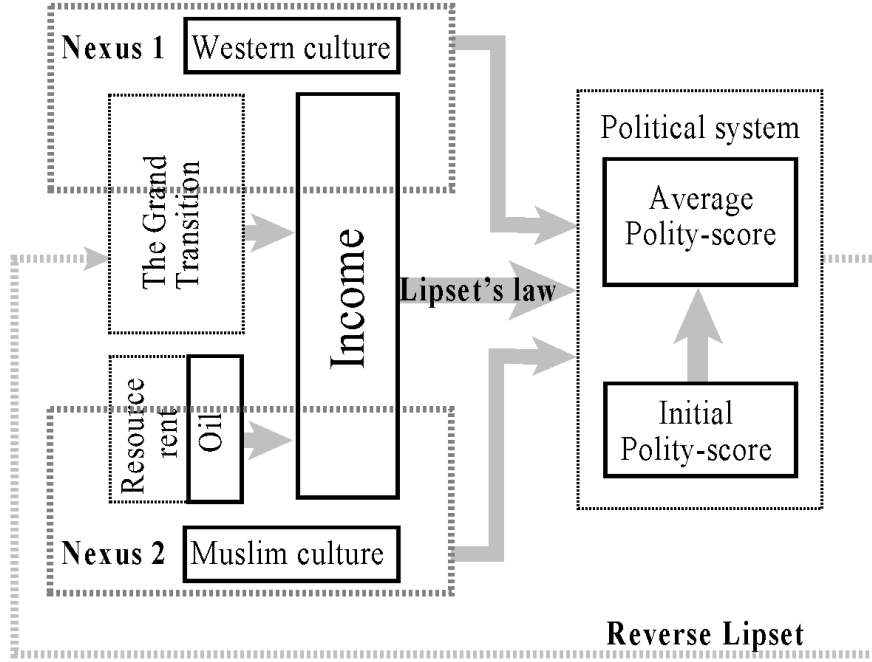 Nexus 1
Western culture
The Grand
Transition
Income
Lipset's law
Resource
rent
Oil
Nexus 2
Muslim culture
Political system
Average
Polity-score
Initial
Polity-score
Reverse Lipset